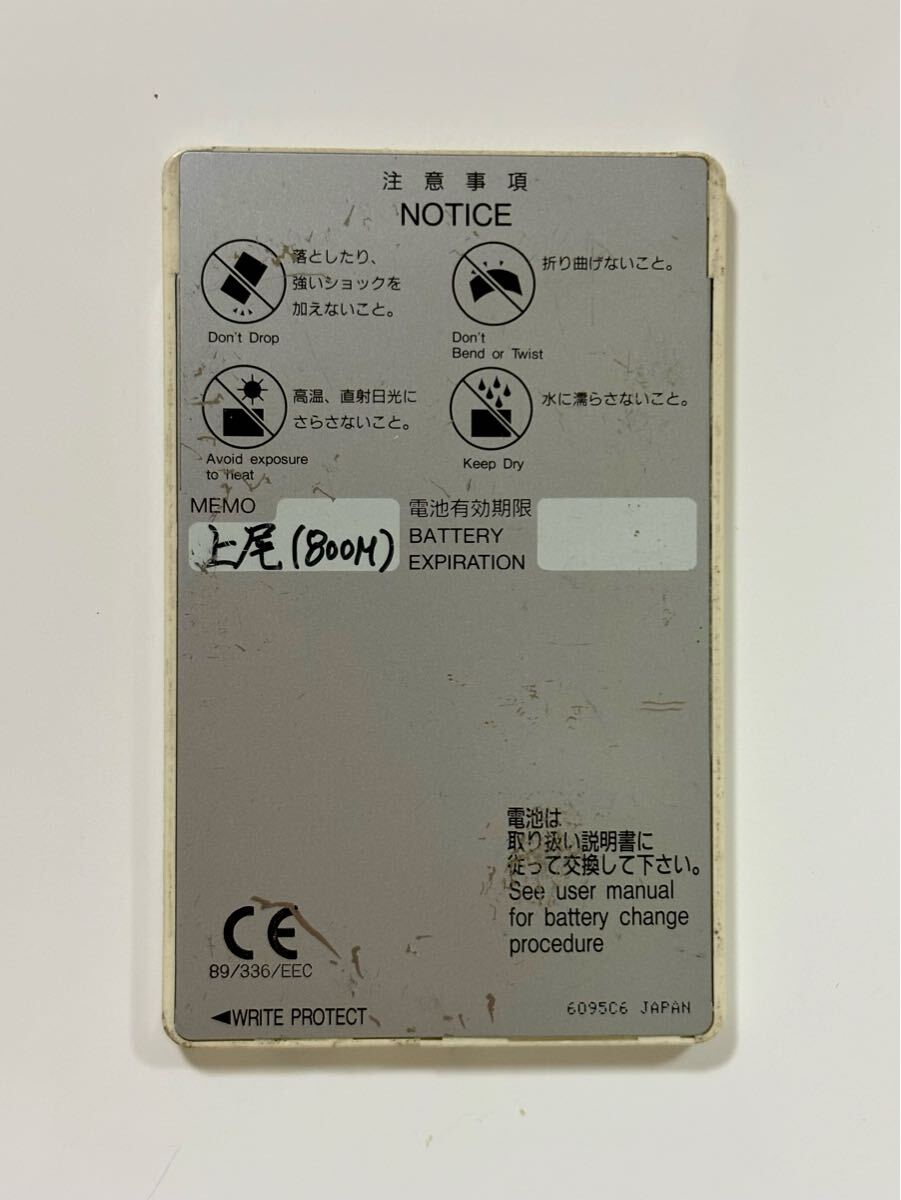 注意事項
NOTICE
落としたり、
強いショックを
加えないこと。
Don't Drop
折り曲げないこと。
Don't
Bend or Twist
高温、直射日光に
さらさないこと。
Avoid exposure
to heat
水に濡らさないこと。
Keep Dry
MEMO
上尾(800M)
電池有効期限
BATTERY
EXPIRATION
電池は
取り扱い説明書に
従って交換して下さい。
See user manual
for battery change
procedure
CE
89/336/EEC
◄WRITE PROTECT
6095C6 JAPAN